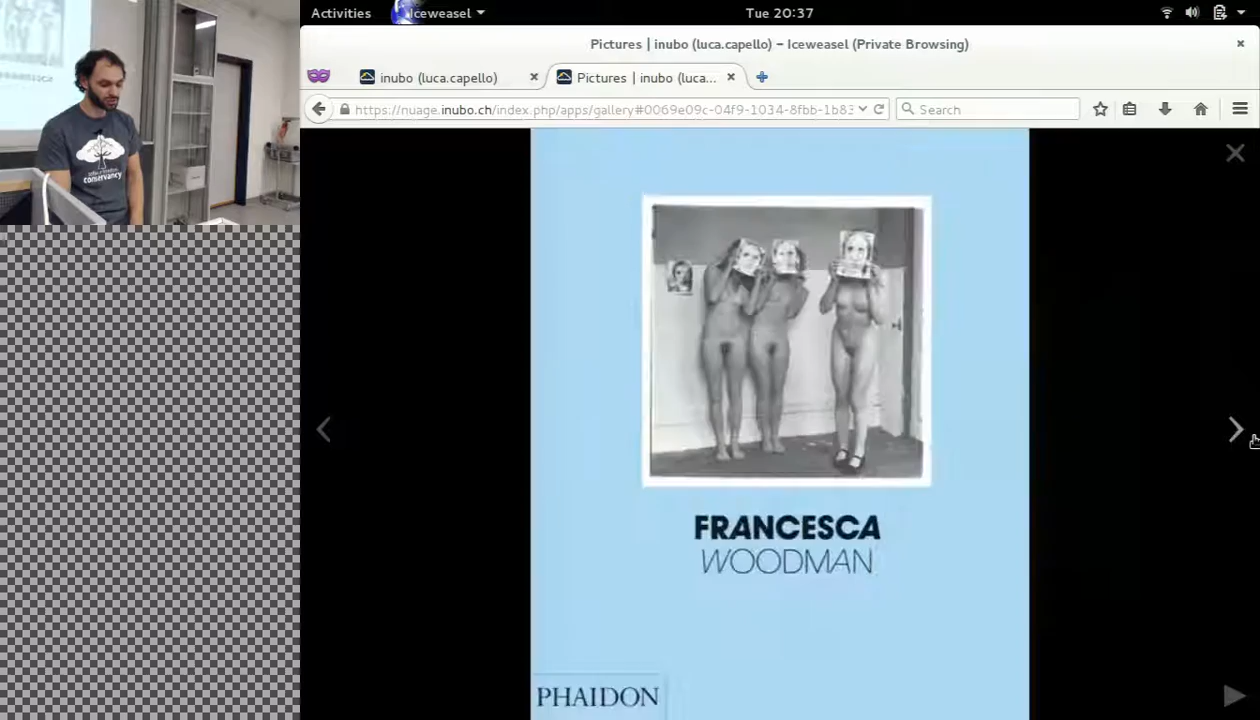 Activities
Iceweasel
Tue 20:37
Pictures | inubo (luca.capello) – Iceweasel (Private Browsing)
inubo (luca.capello)
Pictures | inubo (luca...
https://nuage.inubo.ch/index.php/apps/gallery#0069e09c-04f9-1034-8fbb-1b83
Search
conservancy
FRANCESCA
WOODMAN
PHAIDON